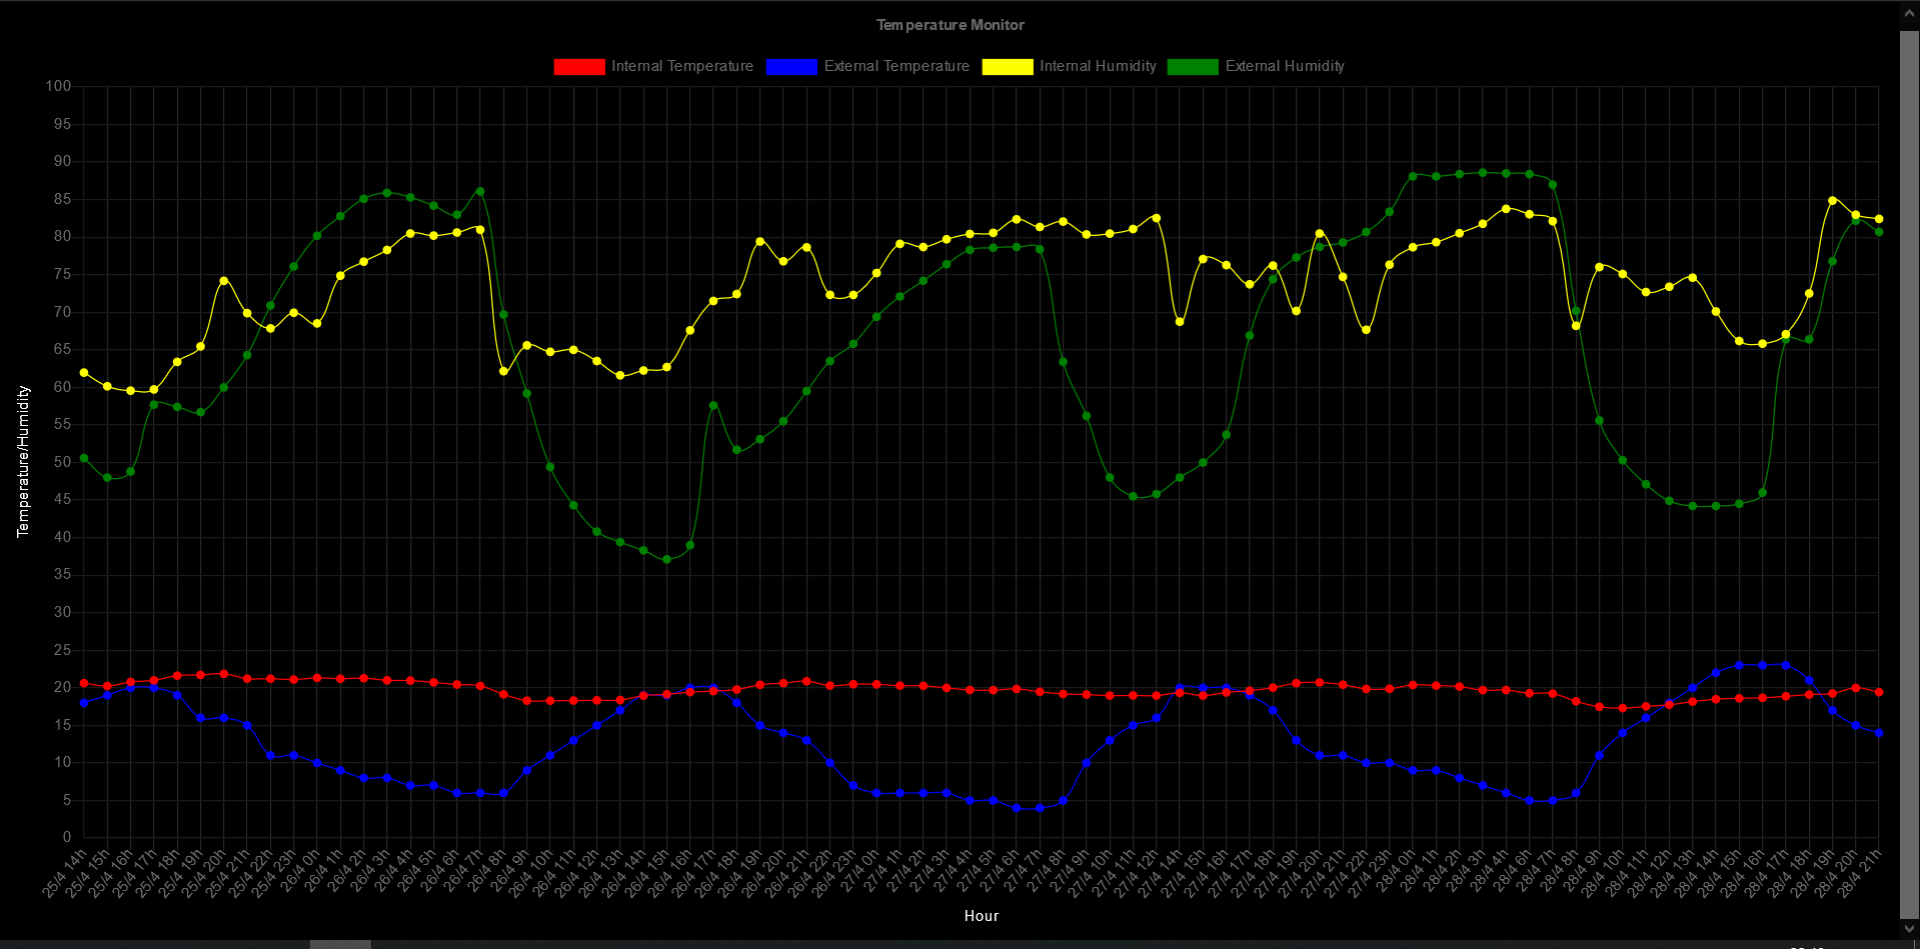 Temperature Monitor
Internal Temperature External Temperature Internal Humidity External Humidity
100
95
90
85
80
75
70
65
60
55
50
45
40
35
30
25
20
15
10
5
0
Temperature/Humidity
25/4 14h
25/4 15h
25/4 16h
25/4 17h
25/4 18h
25/4 19h
25/4 20h
25/4 21h
25/4 22h
25/4 23h
26/4 0h
26/4 1h
26/4 2h
26/4 3h
26/4 4h
26/4 5h
26/4 6h
26/4 7h
26/4 8h
26/4 9h
26/4 10h
26/4 11h
26/4 12h
26/4 13h
26/4 14h
26/4 15h
26/4 16h
26/4 17h
26/4 18h
26/4 19h
26/4 20h
26/4 21h
26/4 22h
26/4 23h
27/4 0h
27/4 1h
27/4 2h
27/4 3h
27/4 4h
27/4 5h
27/4 6h
27/4 7h
27/4 8h
27/4 9h
27/4 10h
27/4 11h
27/4 12h
27/4 14h
27/4 15h
27/4 16h
27/4 17h
27/4 18h
27/4 19h
27/4 20h
27/4 21h
27/4 22h
27/4 23h
28/4 0h
28/4 1h
28/4 2h
28/4 3h
28/4 4h
28/4 6h
28/4 7h
28/4 8h
28/4 9h
28/4 10h
28/4 11h
28/4 12h
28/4 13h
28/4 14h
28/4 15h
28/4 16h
28/4 17h
28/4 18h
28/4 19h
28/4 20h
28/4 21h
Hour